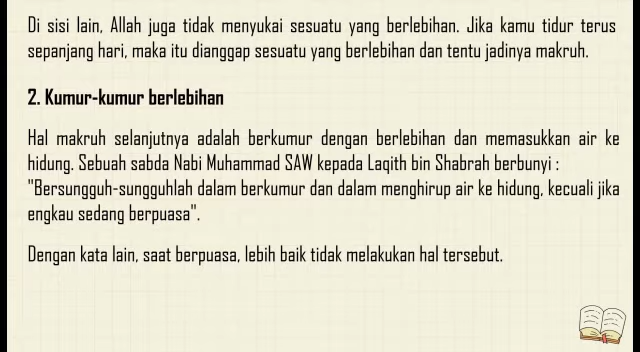 Di sisi lain, Allah juga tidak menyukai sesuatu yang berlebihan. Jika kamu tidur terus
sepanjang hari, maka itu dianggap sesuatu yang berlebihan dan tentu jadinya makruh.
2. Kumur-kumur berlebihan
Hal makruh selanjutnya adalah berkumur dengan berlebihan dan memasukkan air ke
hidung. Sebuah sabda Nabi Muhammad SAW kepada Laqith bin Shabrah berbunyi :
"Bersungguh-sungguhlah dalam berkumur dan dalam menghirup air ke hidung, kecuali jika
engkau sedang berpuasa".
Dengan kata lain, saat berpuasa, lebih baik tidak melakukan hal tersebut.